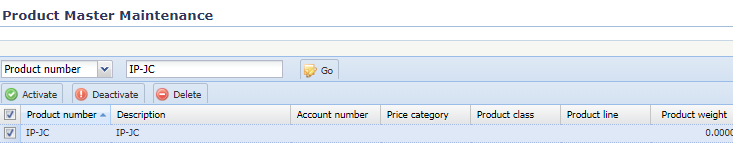 Product Master Maintenance
Product number IP-JC Go
Activate Deactivate Delete
Product number Description Account number Price category Product class Product line Product weight
IP-JC IP-JC 0.0000